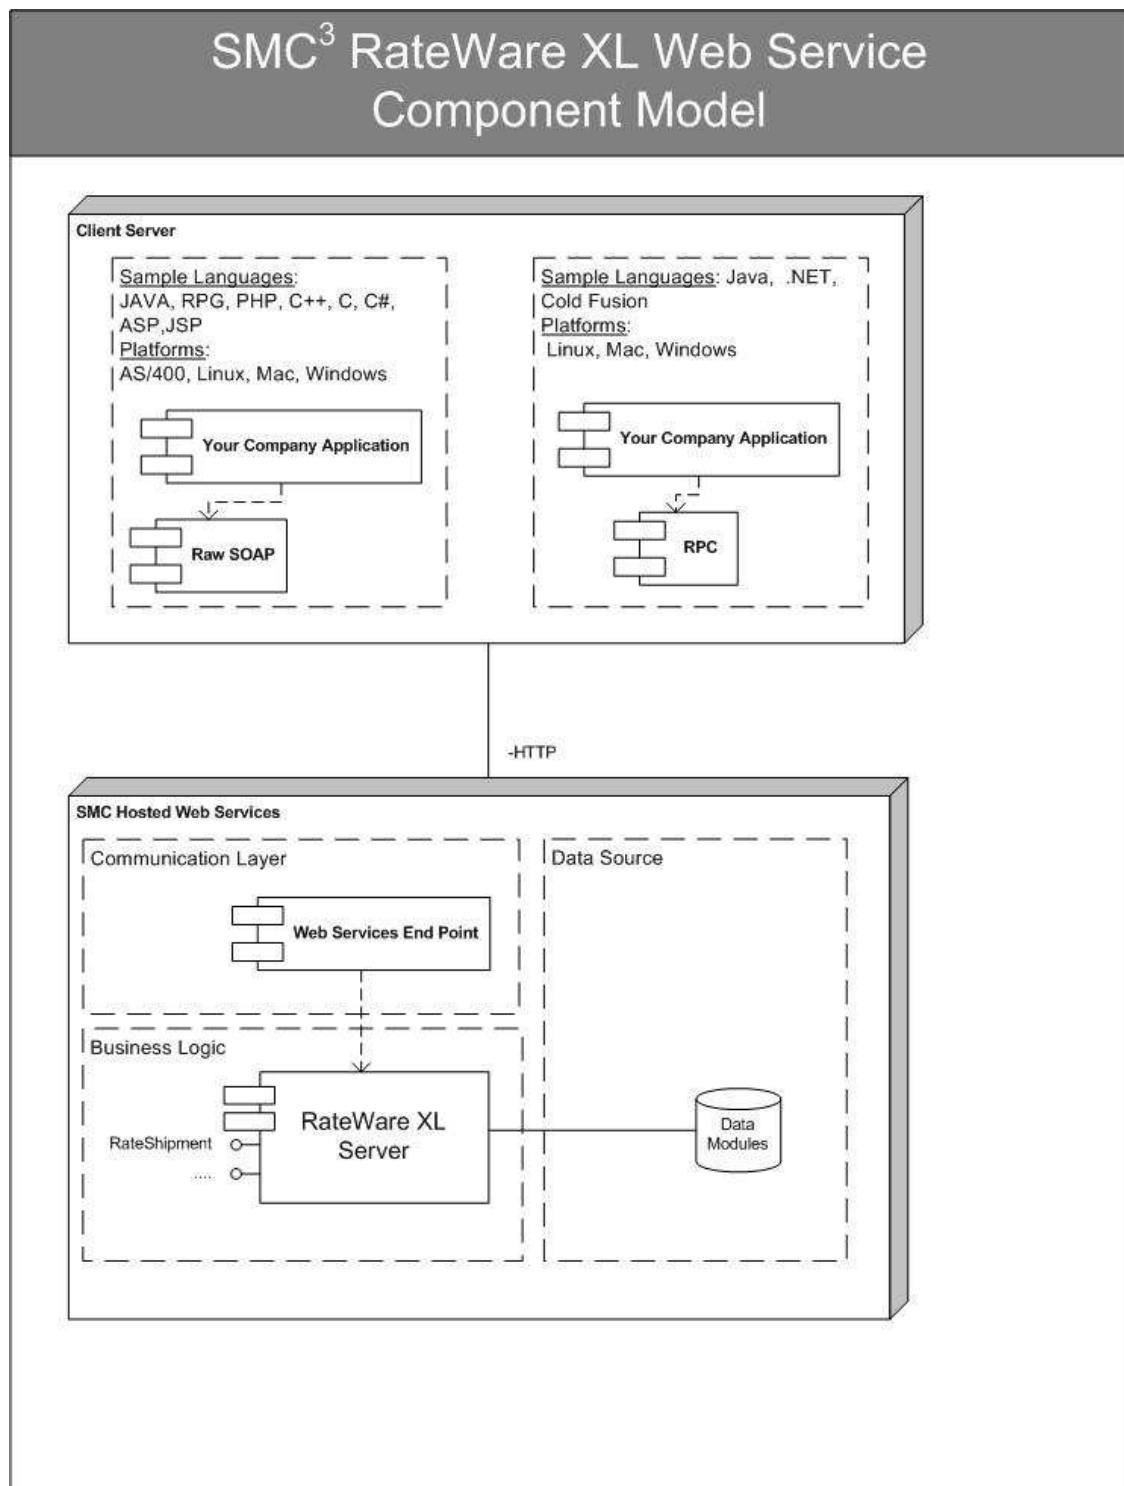 SMC³ RateWare XL Web Service
Component Model
Client Server
Sample Languages:
JAVA, RPG, PHP, C++, C, C#,
ASP,JSP
Platforms:
AS/400, Linux, Mac, Windows
Your Company Application
Raw SOAP
Sample Languages: Java, .NET,
Cold Fusion
Platforms:
Linux, Mac, Windows
Your Company Application
RPC
-HTTP
SMC Hosted Web Services
Communication Layer
Web Services End Point
Business Logic
RateWare XL
Server
RateShipment
....
Data Source
Data
Modules